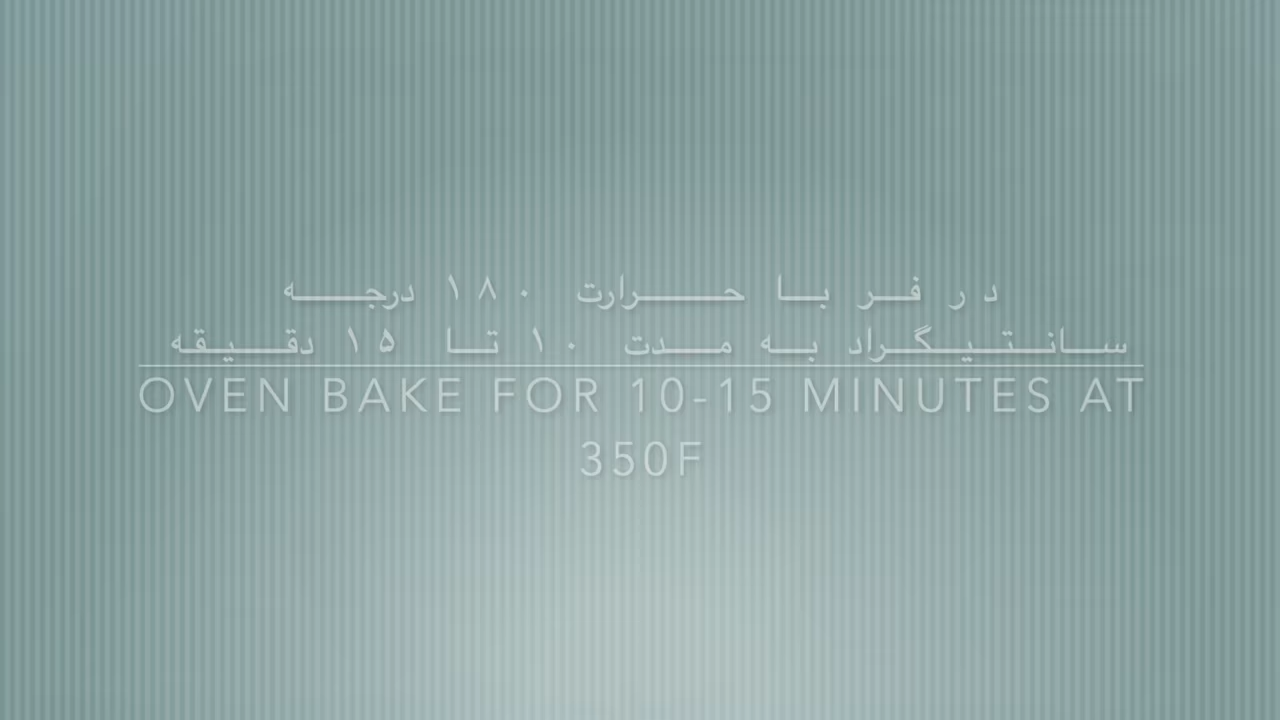 در فر با حرارت ۱۸۰ درجه
سانتیگراد به مدت ۱۰ تا ۱۵ دقیقه
OVEN BAKE FOR 10-15 MINUTES AT
350F